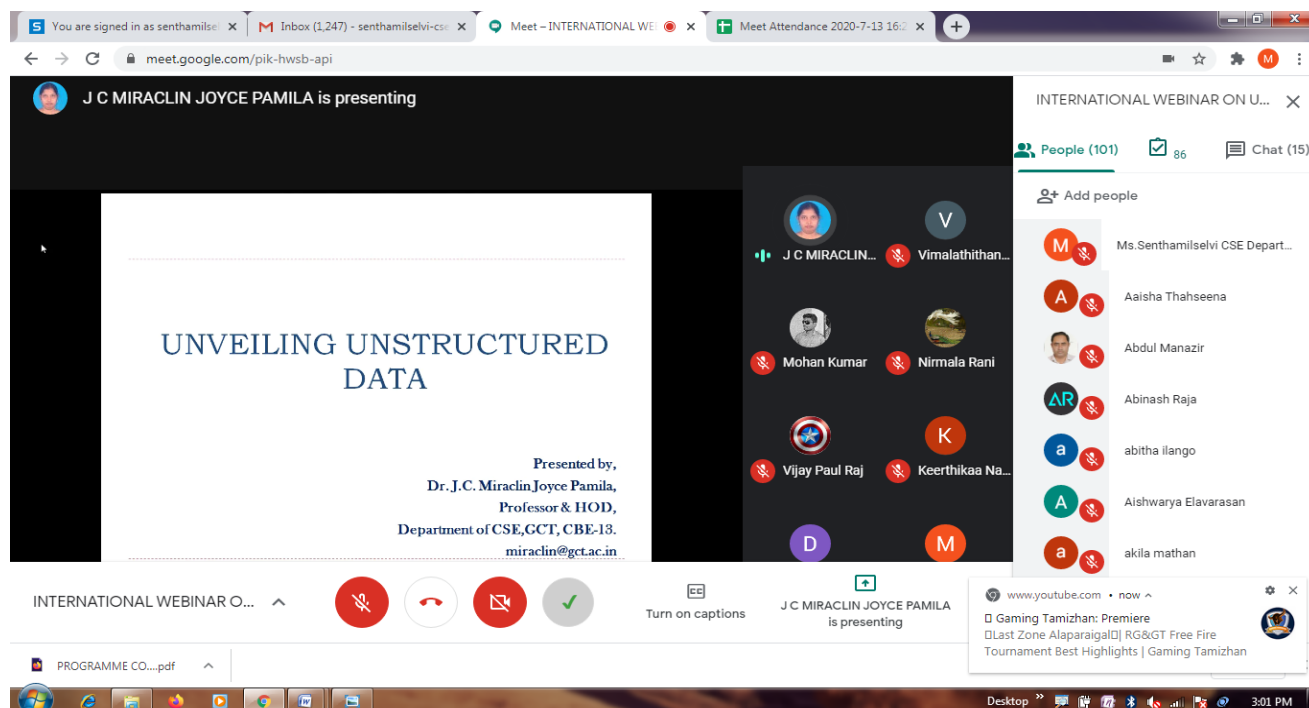 You are signed in as senthamilse
Inbox (1,247) - senthamilselvi-cse
Meet – INTERNATIONAL WE
Meet Attendance 2020-7-13 16:2
meet.google.com/pik-hwsb-api
M
J C MIRACLIN JOYCE PAMILA is presenting
UNVEILING UNSTRUCTURED
DATA
Presented by,
Dr. J.C. Miraclin Joyce Pamila,
Professor & HOD,
Department of CSE,GCT, CBE-13.
miraclin@gct.ac.in
J C MIRACLIN...
V
Vimalathithan...
Mohan Kumar
Nirmala Rani
Vijay Paul Raj
K
Keerthikaa Na...
D
M
INTERNATIONAL WEBINAR ON U...
People (101)
86
Chat (15)
Add people
M
Ms.Senthamilselvi CSE Depart...
A
Aaisha Thahseena
Abdul Manazir
AR
Abinash Raja
a
abitha ilango
A
Aishwarya Elavarasan
a
akila mathan
INTERNATIONAL WEBINAR O...
CC
Turn on captions
J C MIRACLIN JOYCE PAMILA
is presenting
www.youtube.com • now
Gaming Tamizhan: Premiere
Last Zone Alaparaigal| RG&GT Free Fire
Tournament Best Highlights | Gaming Tamizhan
PROGRAMME CO....pdf
Desktop
3:01 PM